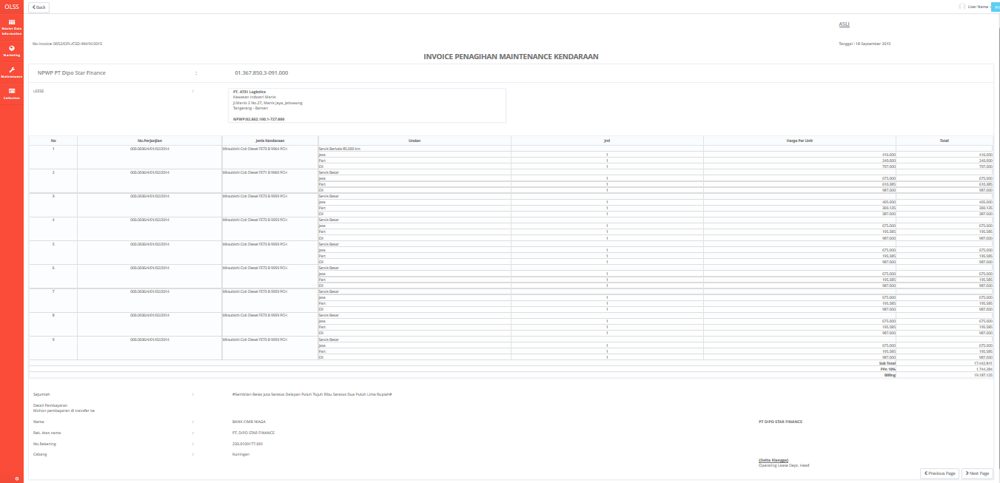 OLSS
Back
User Name
Master Data Information
Marketing
Maintenance
Collection
ASLI
No Invoice: 0052/OPL/CSD-INV/IX/2015
Tanggal : 18 September 2015
INVOICE PENAGIHAN MAINTENANCE KENDARAAN
NPWP PT Dipo Star Finance : 01.367.850.3-091.000
LEESE :
PT. ATRI Logistics
Kawasan Industri Manis
Jl.Manis 2 No.27, Manis Jaya, Jatiuwung
Tangerang - Banten
NPWP:02.862.100.1-727.000
No No.Perjanjian Jenis Kendaraan Uraian Jml Harga Per Unit Total
1 000.0036/4/01/02/2014 Mitsubishi Colt Diesel FE73 B 9964 PCH Servis Berkala 85.000 km
Jasa 1 416.000 416.000
Part 1 240.000 240.000
Oli 1 707.000 707.000
2 000.0036/4/01/02/2014 Mitsubishi Colt Diesel FE71 B 9960 PCH Servis Besar
Jasa 1 675.000 675.000
Part 1 610.385 610.385
Oli 1 987.000 987.000
3 000.0036/4/01/02/2014 Mitsubishi Colt Diesel FE73 B 9959 PCH Servis Besar
Jasa 1 405.000 405.000
Part 1 300.135 300.135
Oli 1 387.000 387.000
4 000.0036/4/01/02/2014 Mitsubishi Colt Diesel FE73 B 9959 PCH Servis Besar
Jasa 1 675.000 675.000
Part 1 195.585 195.585
Oli 1 987.000 987.000
5 000.0036/4/01/02/2014 Mitsubishi Colt Diesel FE73 B 9959 PCH Servis Besar
Jasa 1 675.000 675.000
Part 1 195.585 195.585
Oli 1 987.000 987.000
6 000.0036/4/01/02/2014 Mitsubishi Colt Diesel FE73 B 9959 PCH Servis Besar
Jasa 1 675.000 675.000
Part 1 195.585 195.585
Oli 1 987.000 987.000
7 000.0036/4/01/02/2014 Mitsubishi Colt Diesel FE73 B 9959 PCH Servis Besar
Jasa 1 675.000 675.000
Part 1 195.585 195.585
Oli 1 987.000 987.000
8 000.0036/4/01/02/2014 Mitsubishi Colt Diesel FE73 B 9959 PCH Servis Besar
Jasa 1 675.000 675.000
Part 1 195.585 195.585
Oli 1 987.000 987.000
9 000.0036/4/01/02/2014 Mitsubishi Colt Diesel FE73 B 9959 PCH Servis Besar
Jasa 1 675.000 675.000
Part 1 195.585 195.585
Oli 1 987.000 987.000
Sub Total 17.442.841
PPn 10% 1.744.284
Billing 19.187.125
Sejumlah : #Sembilan Belas Juta Seratus Delapan Puluh Tujuh Ribu Seratus Dua Puluh Lima Rupiah#
Detail Pembayaran
Mohon pembayaran di transfer ke
Nama : BANK CIMB NIAGA
PT DIPO STAR FINANCE
Rek. Atas nama : PT. DIPO STAR FINANCE
No.Rekening : 233.0100177.001
Cabang : Kuningan
(Delta Riangga)
Operating Lease Dept. Head
Previous Page
Next Page